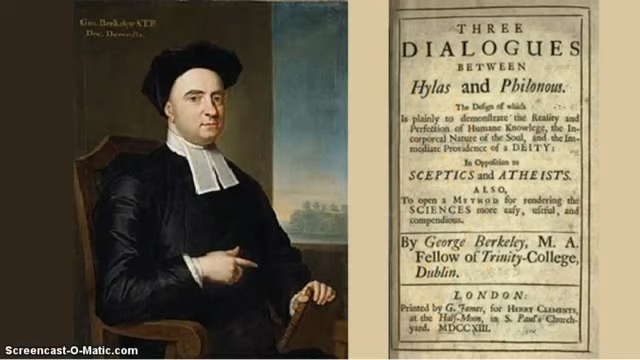 Geo. Berkeley S.T.P.
Dec. Derensis.
THREE
DIALOGUES
BETWEEN
Hylas and Philonous.
The Design of which
Is plainly to demonstrate the Reality and
Perfection of Humane Knowlege, the In-
corporeal Nature of the Soul, and the Im-
mediate Providence of a DEITY:
In Opposition to
SCEPTICS and ATHEISTS.
ALSO,
To open a METHOD for rendering the
SCIENCES more easy, useful, and
compendious.
By George Berkeley, M. A.
Fellow of Trinity-College,
Dublin.
LONDON:
Printed by G. James, for HENRY CLEMENTS,
at the Half-Moon, in S. Paul's Church-
yard. MDCCXIII.
Screencast-O-Matic.com